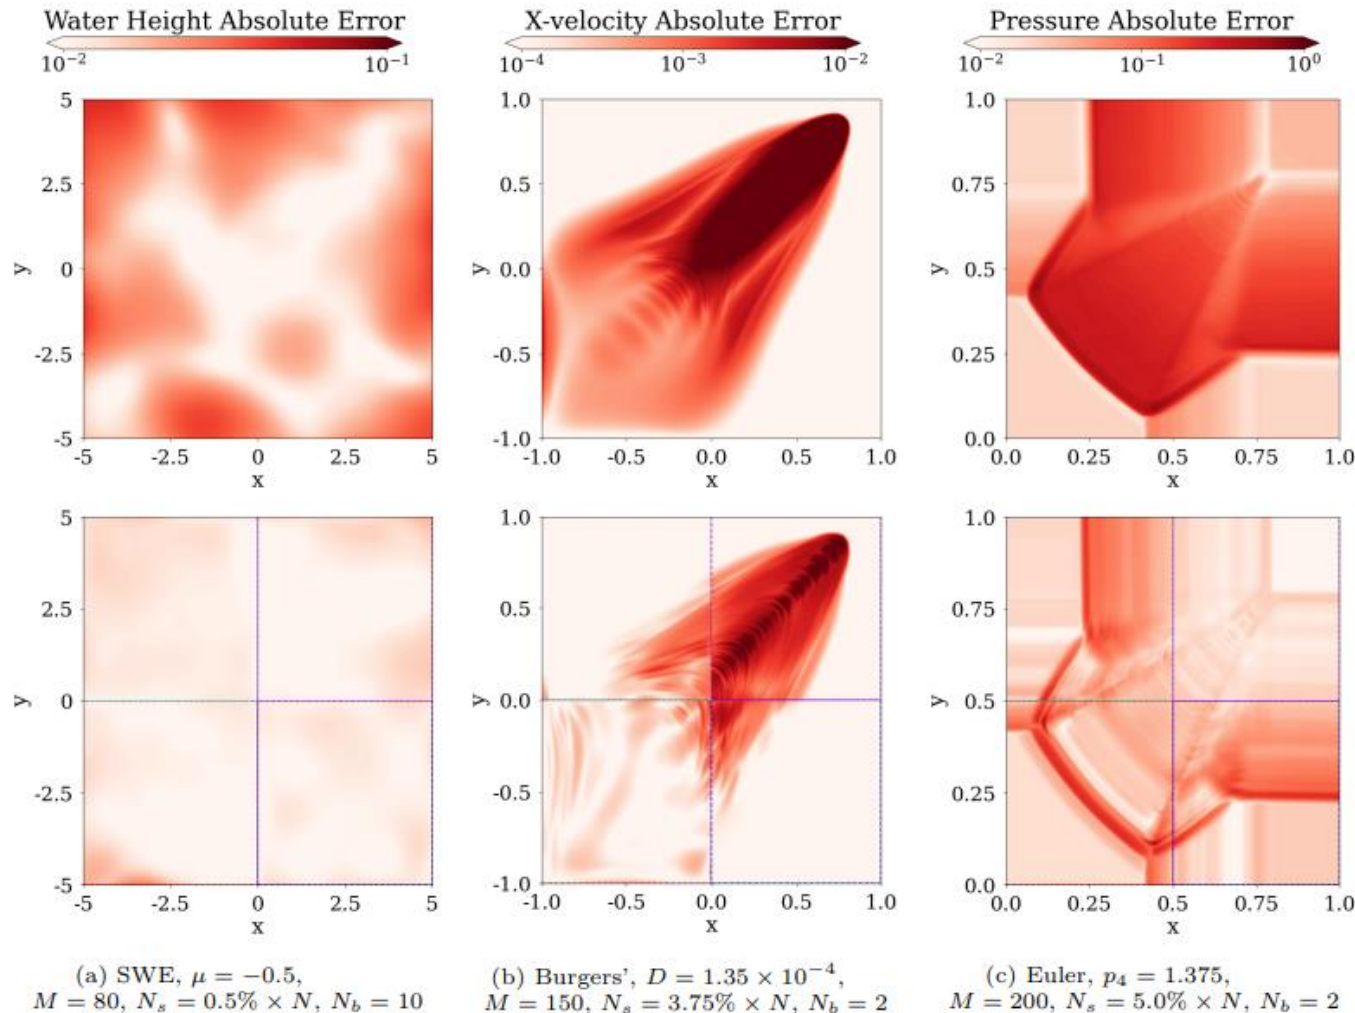 Water Height Absolute Error X-velocity Absolute Error Pressure Absolute Error
10⁻² 10⁻¹ 10⁻⁴ 10⁻³ 10⁻² 10⁻² 10⁻¹ 10⁰
5 1.0 1.00
2.5 0.5 0.75
y 0 y 0.0 y 0.5
-2.5 -0.5 0.25
-5 -1.0 0.0
-5 -2.5 0 2.5 5 -1.0 -0.5 0.0 0.5 1.0 0.0 0.25 0.5 0.75 1.0
x x x
5 1.0 1.00
2.5 0.5 0.75
y 0 y 0.0 y 0.5
-2.5 -0.5 0.25
-5 -1.0 0.0
-5 -2.5 0 2.5 5 -1.0 -0.5 0.0 0.5 1.0 0.0 0.25 0.5 0.75 1.0
x x x
(a) SWE, μ = −0.5, (b) Burgers', D = 1.35 × 10⁻⁴, (c) Euler, p₄ = 1.375,
M = 80, Nₛ = 0.5% × N, N_b = 10 M = 150, Nₛ = 3.75% × N, N_b = 2 M = 200, Nₛ = 5.0% × N, N_b = 2